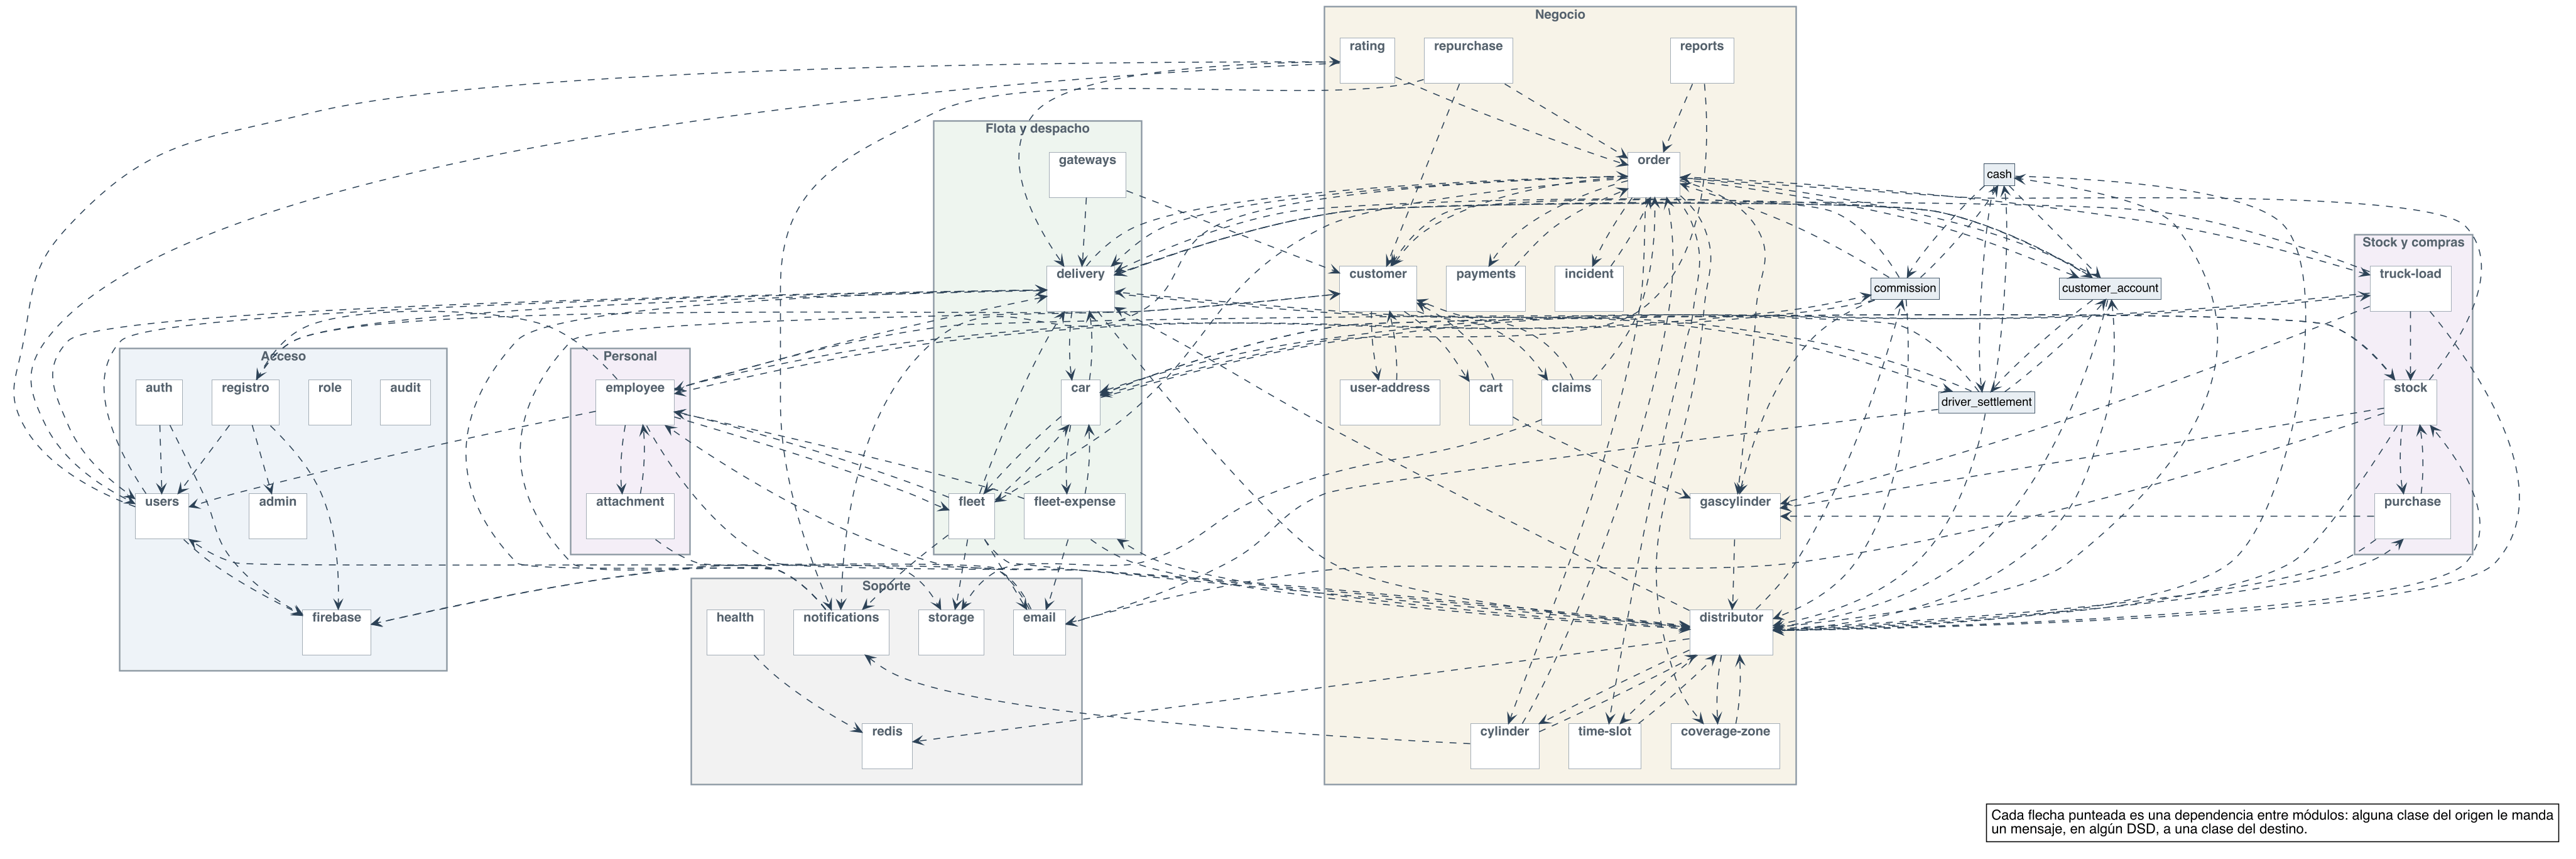 Negocio
rating
repurchase
reports
Flota y despacho
gateways
order
cash
Stock y compras
delivery
customer
payments
incident
commission
customer_account
truck-load
Acceso
Personal
auth
registro
role
audit
employee
car
user-address
cart
claims
driver_settlement
stock
users
admin
attachment
fleet
fleet-expense
gascylinder
purchase
Soporte
firebase
health
notifications
storage
email
distributor
redis
cylinder
time-slot
coverage-zone
Cada flecha punteada es una dependencia entre módulos: alguna clase del origen le manda
un mensaje, en algún DSD, a una clase del destino.